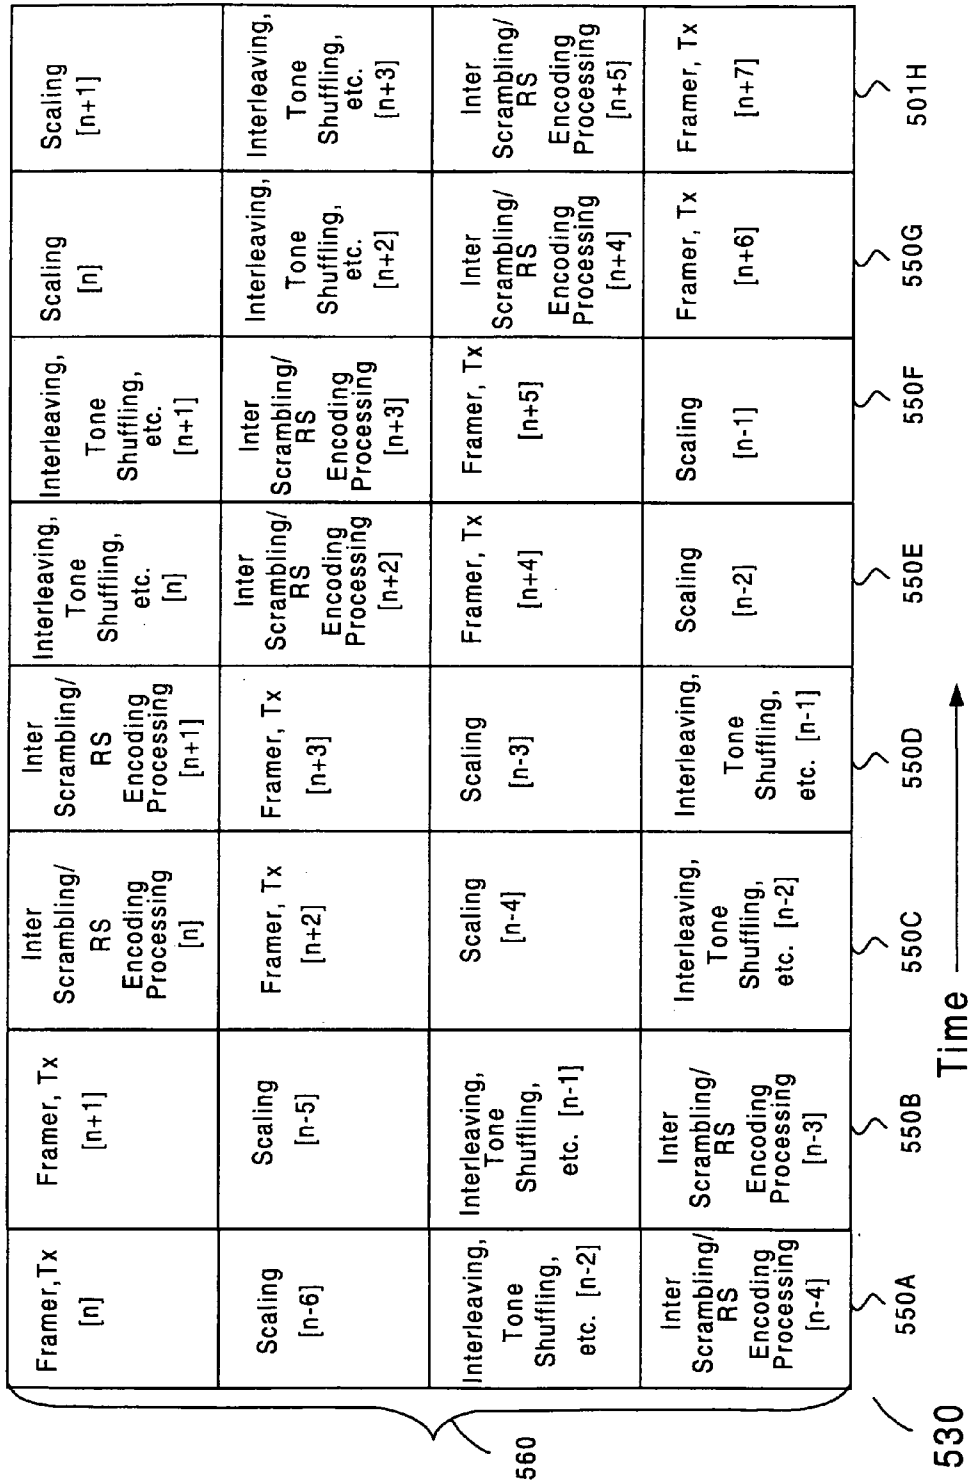 Framer,Tx
[n]
Framer, Tx
[n+1]
Inter
Scrambling/
RS
Encoding
Processing
[n]
Inter
Scrambling/
RS
Encoding
Processing
[n+1]
Interleaving,
Tone
Shuffling,
etc.
[n]
Interleaving,
Tone
Shuffling,
etc.
[n+1]
Scaling
[n]
Scaling
[n+1]
Scaling
[n-6]
Scaling
[n-5]
Framer, Tx
[n+2]
Framer, Tx
[n+3]
Inter
Scrambling/
RS
Encoding
Processing
[n+2]
Inter
Scrambling/
RS
Encoding
Processing
[n+3]
Interleaving,
Tone
Shuffling,
etc.
[n+2]
Interleaving,
Tone
Shuffling,
etc.
[n+3]
Interleaving,
Tone
Shuffling,
etc. [n-2]
Interleaving,
Tone
Shuffling,
etc. [n-1]
Scaling
[n-4]
Scaling
[n-3]
Framer, Tx
[n+4]
Framer, Tx
[n+5]
Inter
Scrambling/
RS
Encoding
Processing
[n+4]
Inter
Scrambling/
RS
Encoding
Processing
[n+5]
Inter
Scrambling/
RS
Encoding
Processing
[n-4]
Inter
Scrambling/
RS
Encoding
Processing
[n-3]
Interleaving,
Tone
Shuffling,
etc. [n-2]
Interleaving,
Tone
Shuffling,
etc. [n-1]
Scaling
[n-2]
Scaling
[n-1]
Framer, Tx
[n+6]
Framer, Tx
[n+7]
560
550A
550B
550C
550D
550E
550F
550G
501H
530
Time